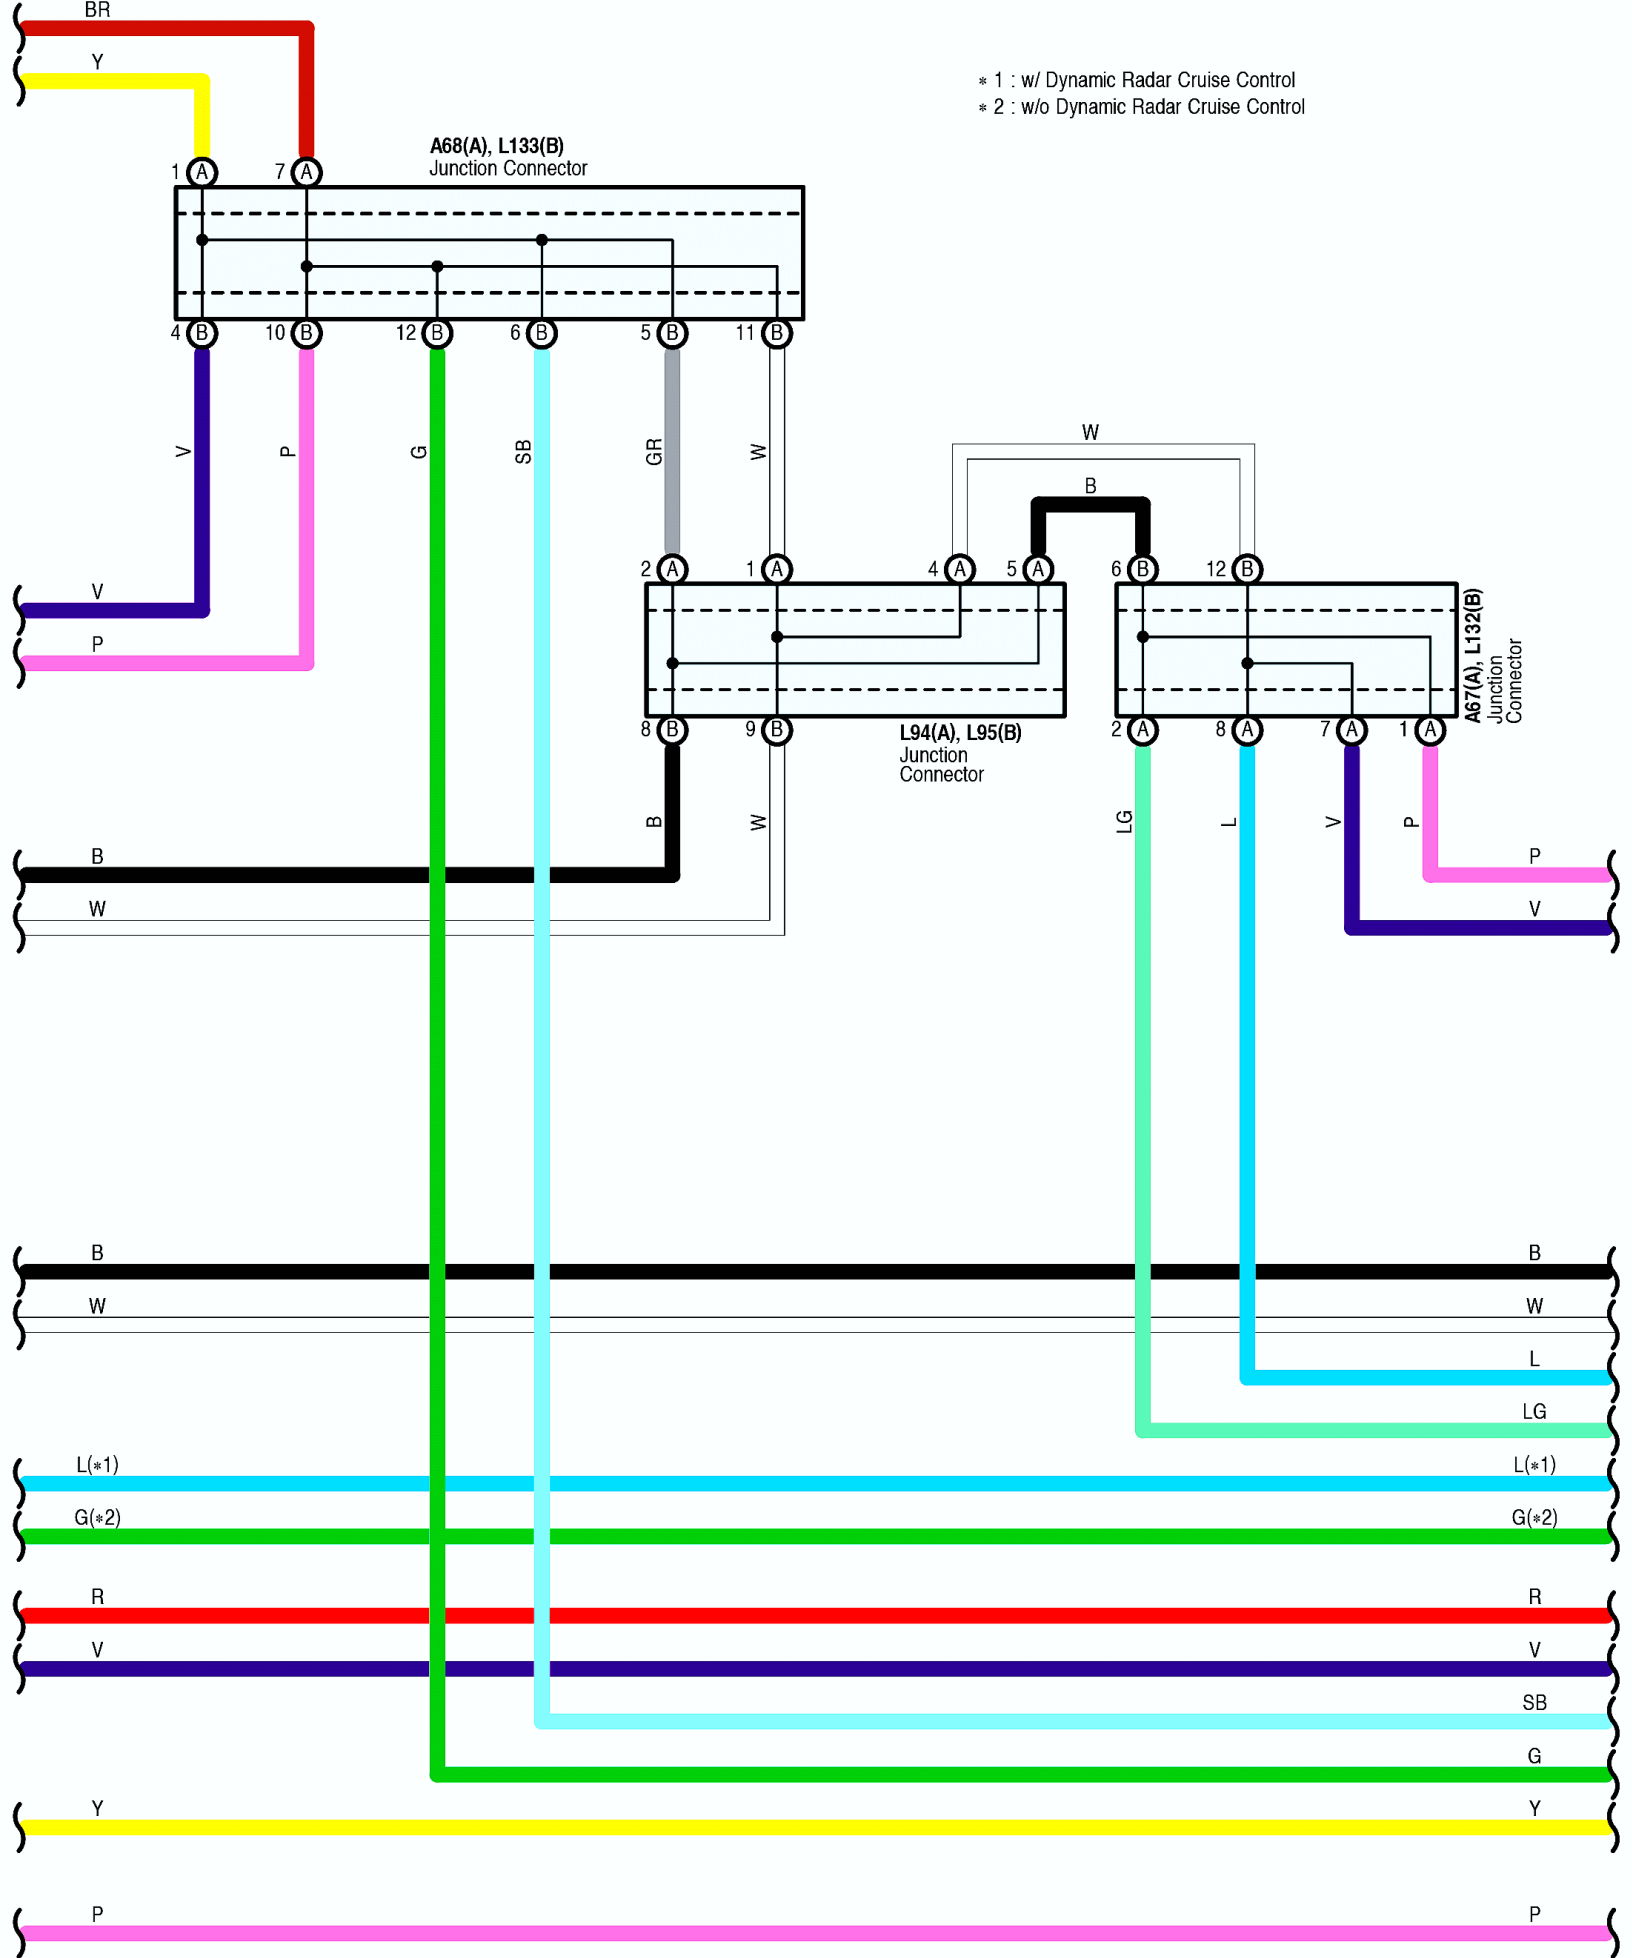 BR
Y
* 1 : w/ Dynamic Radar Cruise Control
* 2 : w/o Dynamic Radar Cruise Control
A68(A), L133(B)
Junction Connector
1 A 7 A
4 B 10 B 12 B 6 B 5 B 11 B
V P G SB GR W
W
B
2 A 1 A 4 A 5 A 6 B 12 B
V
P
A67(A), L132(B)
Junction
Connector
8 B 9 B 2 A 8 A 7 A 1 A
L94(A), L95(B)
Junction
Connector
B W LG L V P
B P
W V
B B
W W
L
LG
L(*1) L(*1)
G(*2) G(*2)
R R
V V
SB
G
Y Y
P P